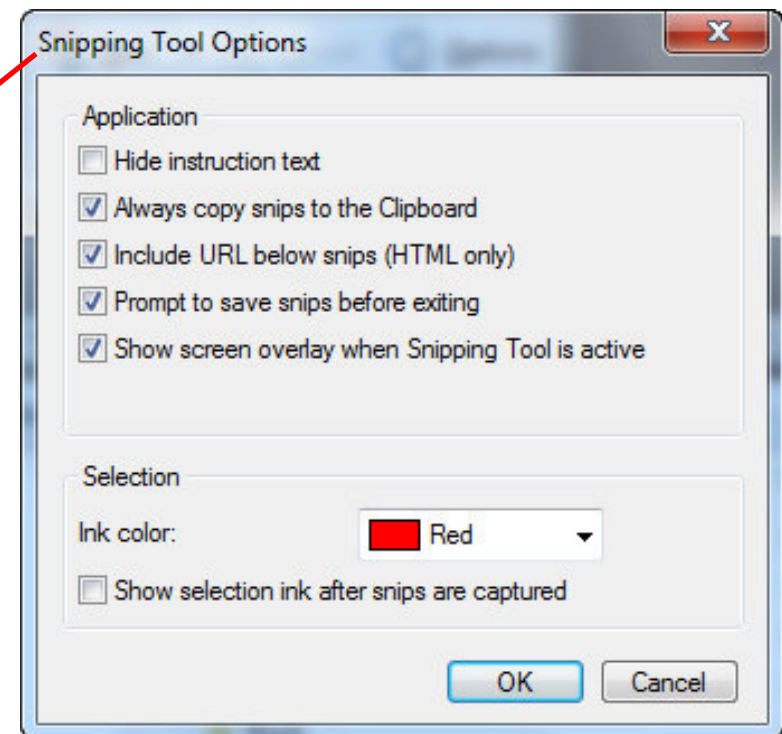 Snipping Tool Options
Application
Hide instruction text
Always copy snips to the Clipboard
Include URL below snips (HTML only)
Prompt to save snips before exiting
Show screen overlay when Snipping Tool is active
Selection
Ink color: Red
Show selection ink after snips are captured
OK Cancel